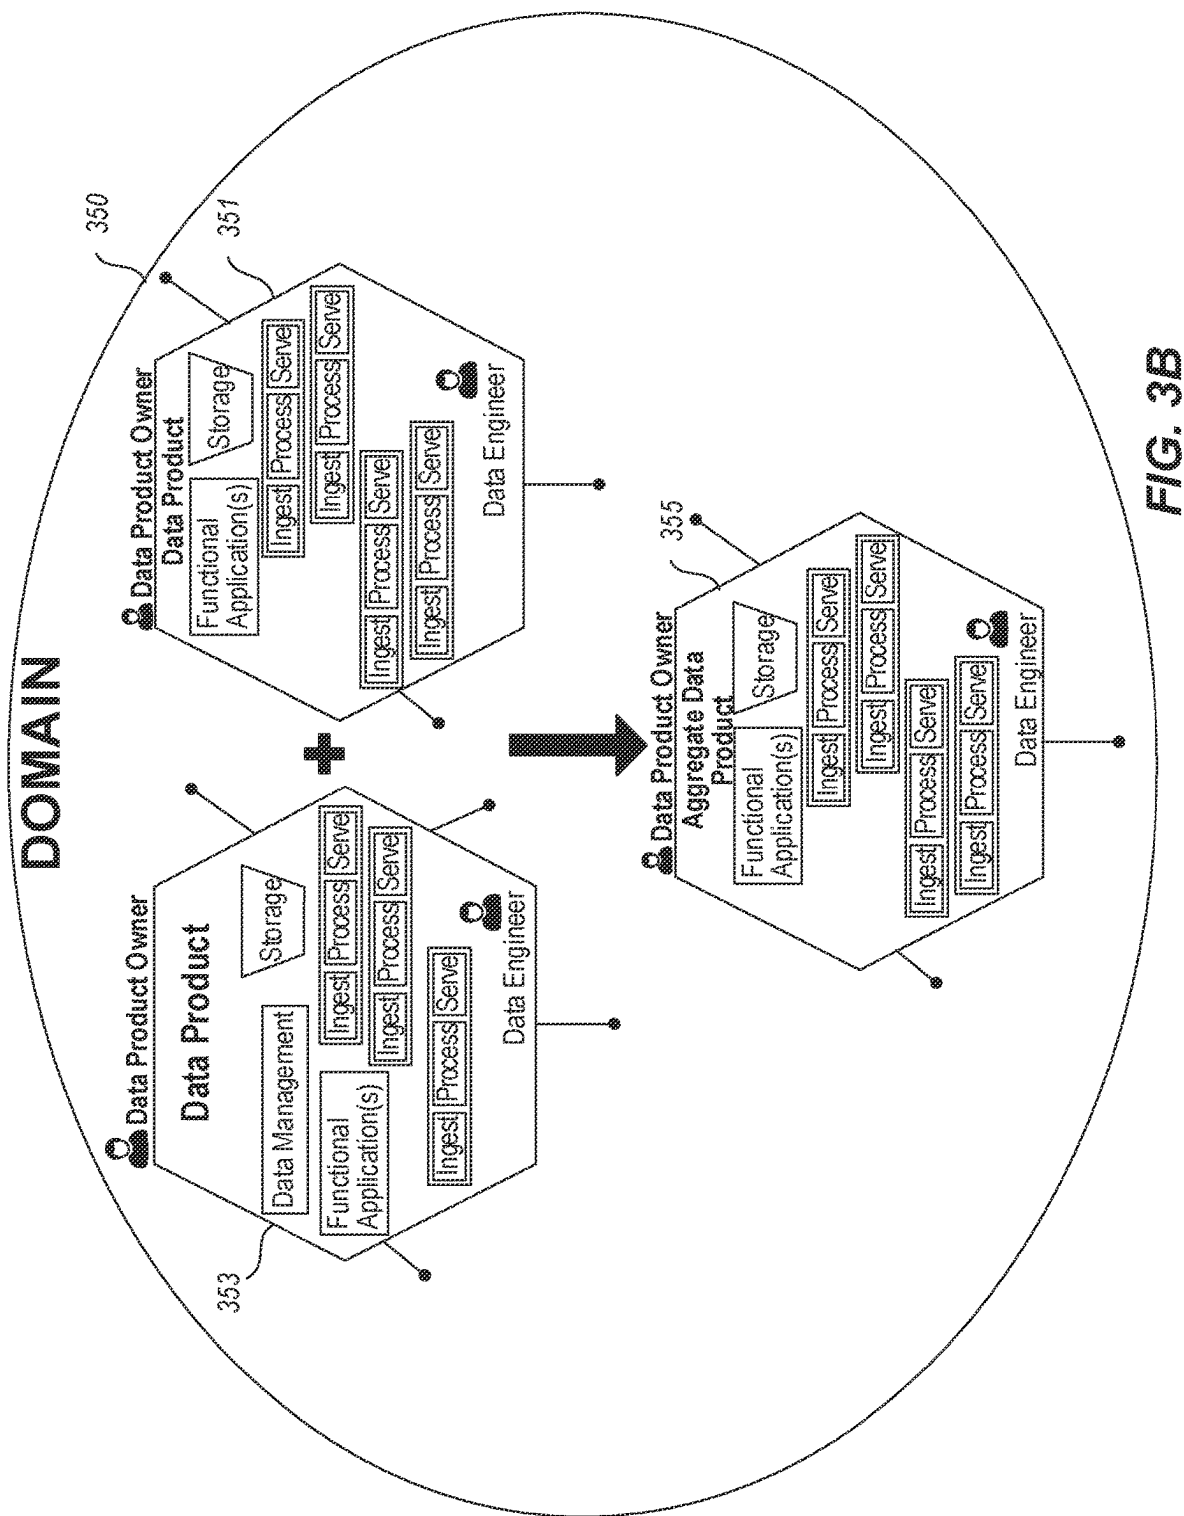 DOMAIN
350
351
353
Data Product Owner
Data Product
Data Management
Storage
Functional
Application(s)
Ingest Process Serve
Ingest Process Serve
Ingest Process Serve
Data Engineer
+
Data Product Owner
Data Product
Functional
Application(s)
Storage
Ingest Process Serve
Ingest Process Serve
Ingest Process Serve
Ingest Process Serve
Data Engineer
355
Data Product Owner
Aggregate Data
Product
Functional
Application(s)
Storage
Ingest Process Serve
Ingest Process Serve
Ingest Process Serve
Ingest Process Serve
Data Engineer
FIG. 3B